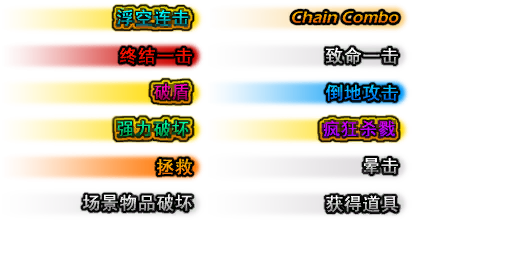 浮空连击
Chain Combo
终结一击
致命一击
破盾
倒地攻击
强力破坏
疯狂杀戮
拯救
晕击
场景物品破坏
获得道具